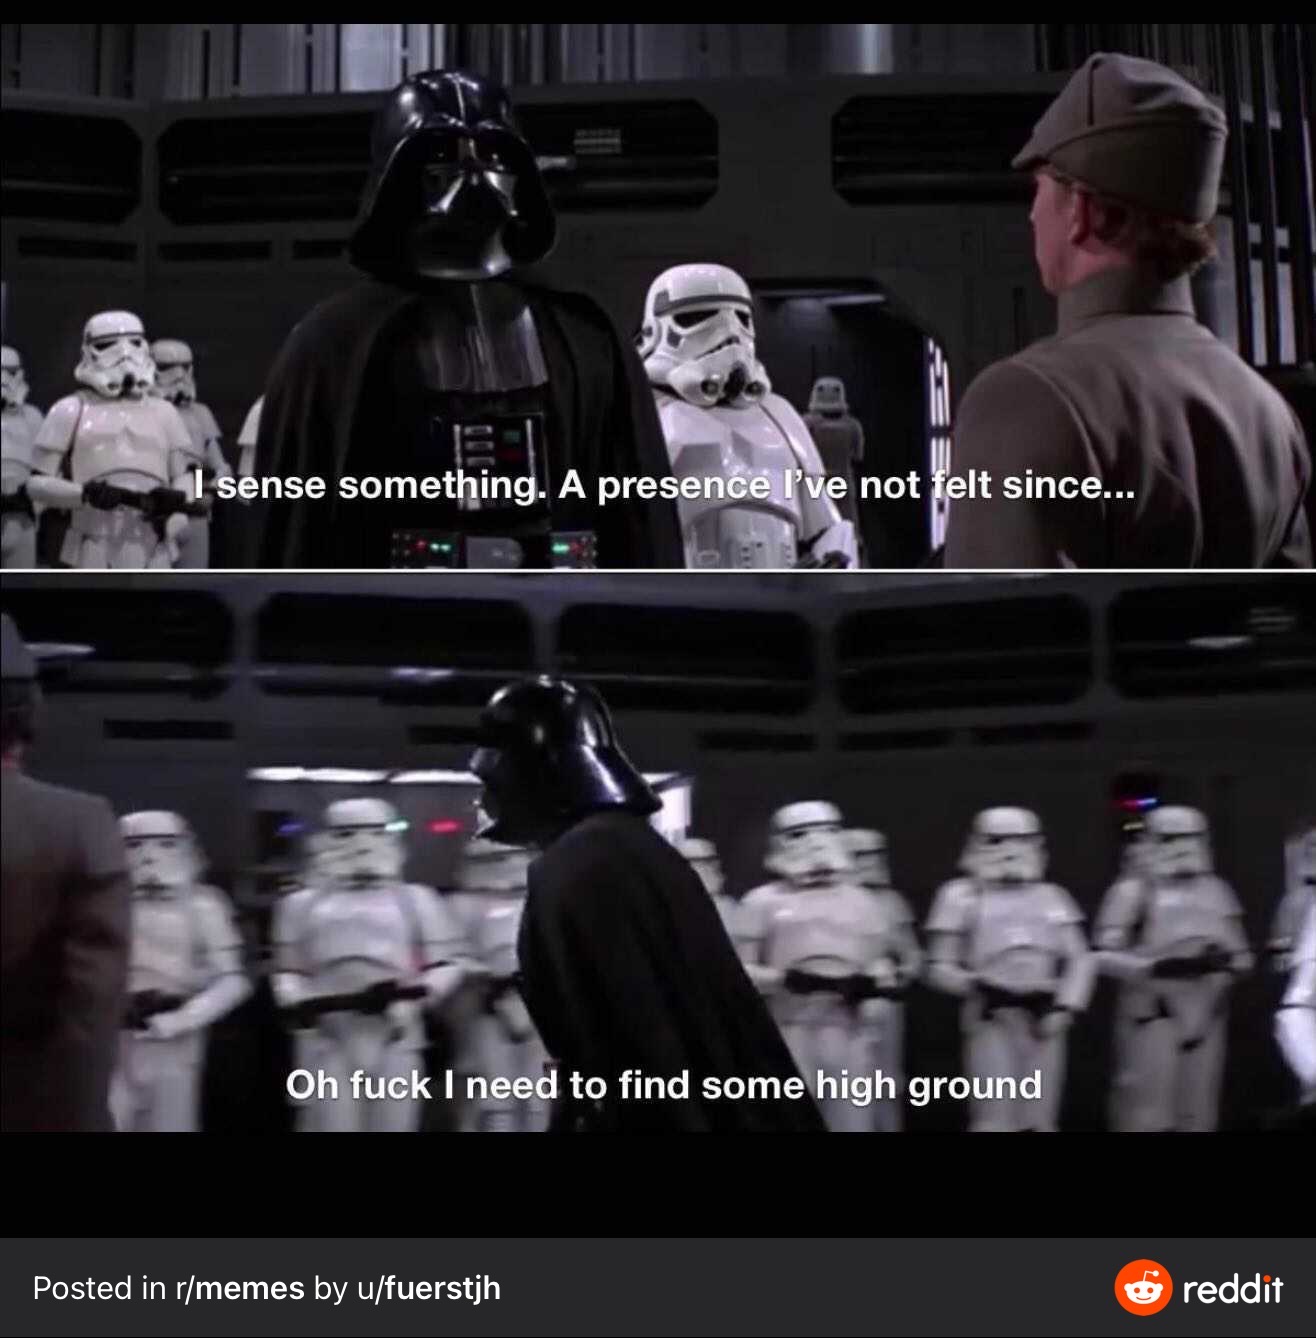 I sense something. A presence I've not felt since...
Oh fuck I need to find some high ground
Posted in r/memes by u/fuerstjh
reddit